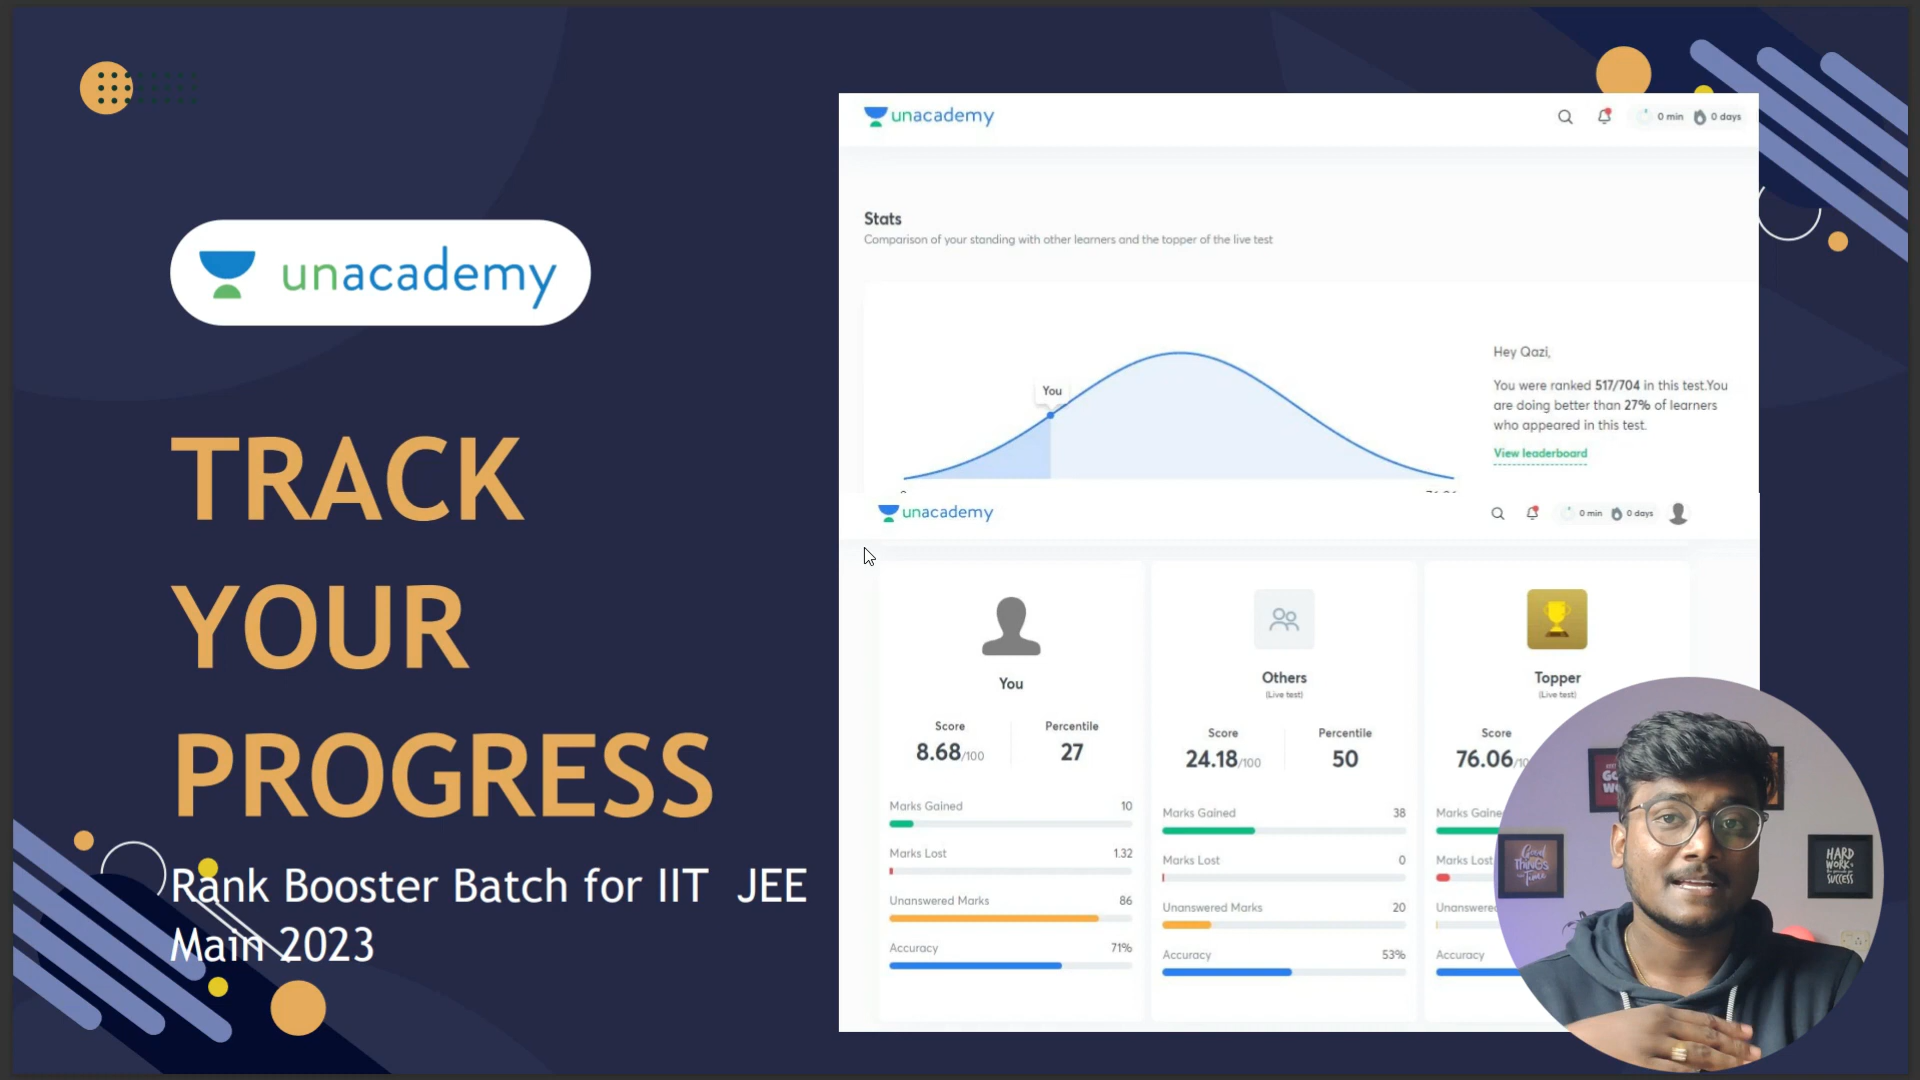 unacademy
TRACK
YOUR
PROGRESS
Rank Booster Batch for IIT JEE
Main 2023
unacademy
0 min 0 days
Stats
Comparison of your standing with other learners and the topper of the live test
You
Hey Qazi,
You were ranked 517/704 in this test.You
are doing better than 27% of learners
who appeared in this test.
View leaderboard
unacademy
0 min 0 days
You
Score Percentile
8.68/100 27
Marks Gained 10
Marks Lost 1.32
Unanswered Marks 86
Accuracy 71%
Others
(Live test)
Score Percentile
24.18/100 50
Marks Gained 38
Marks Lost 0
Unanswered Marks 20
Accuracy 53%
Topper
(Live test)
Score
76.06/10
Marks Gaine
Marks Lost
Unanswere
Accuracy
Good
THINGS
Time
HARD
WORK
SUCCESS